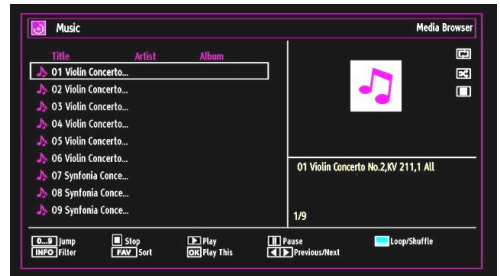 Music Media Browser
Title Artist Album
01 Violin Concerto...
02 Violin Concerto...
03 Violin Concerto...
04 Violin Concerto...
05 Violin Concerto...
06 Violin Concerto...
07 Synfonia Conce...
08 Synfonia Conce...
09 Synfonia Conce...
01 Violin Concerto No.2,KV 211,1 All
1/9
0...9 Jump Stop Play Pause Loop/Shuffle
INFO Filter FAV Sort OK Play This Previous/Next